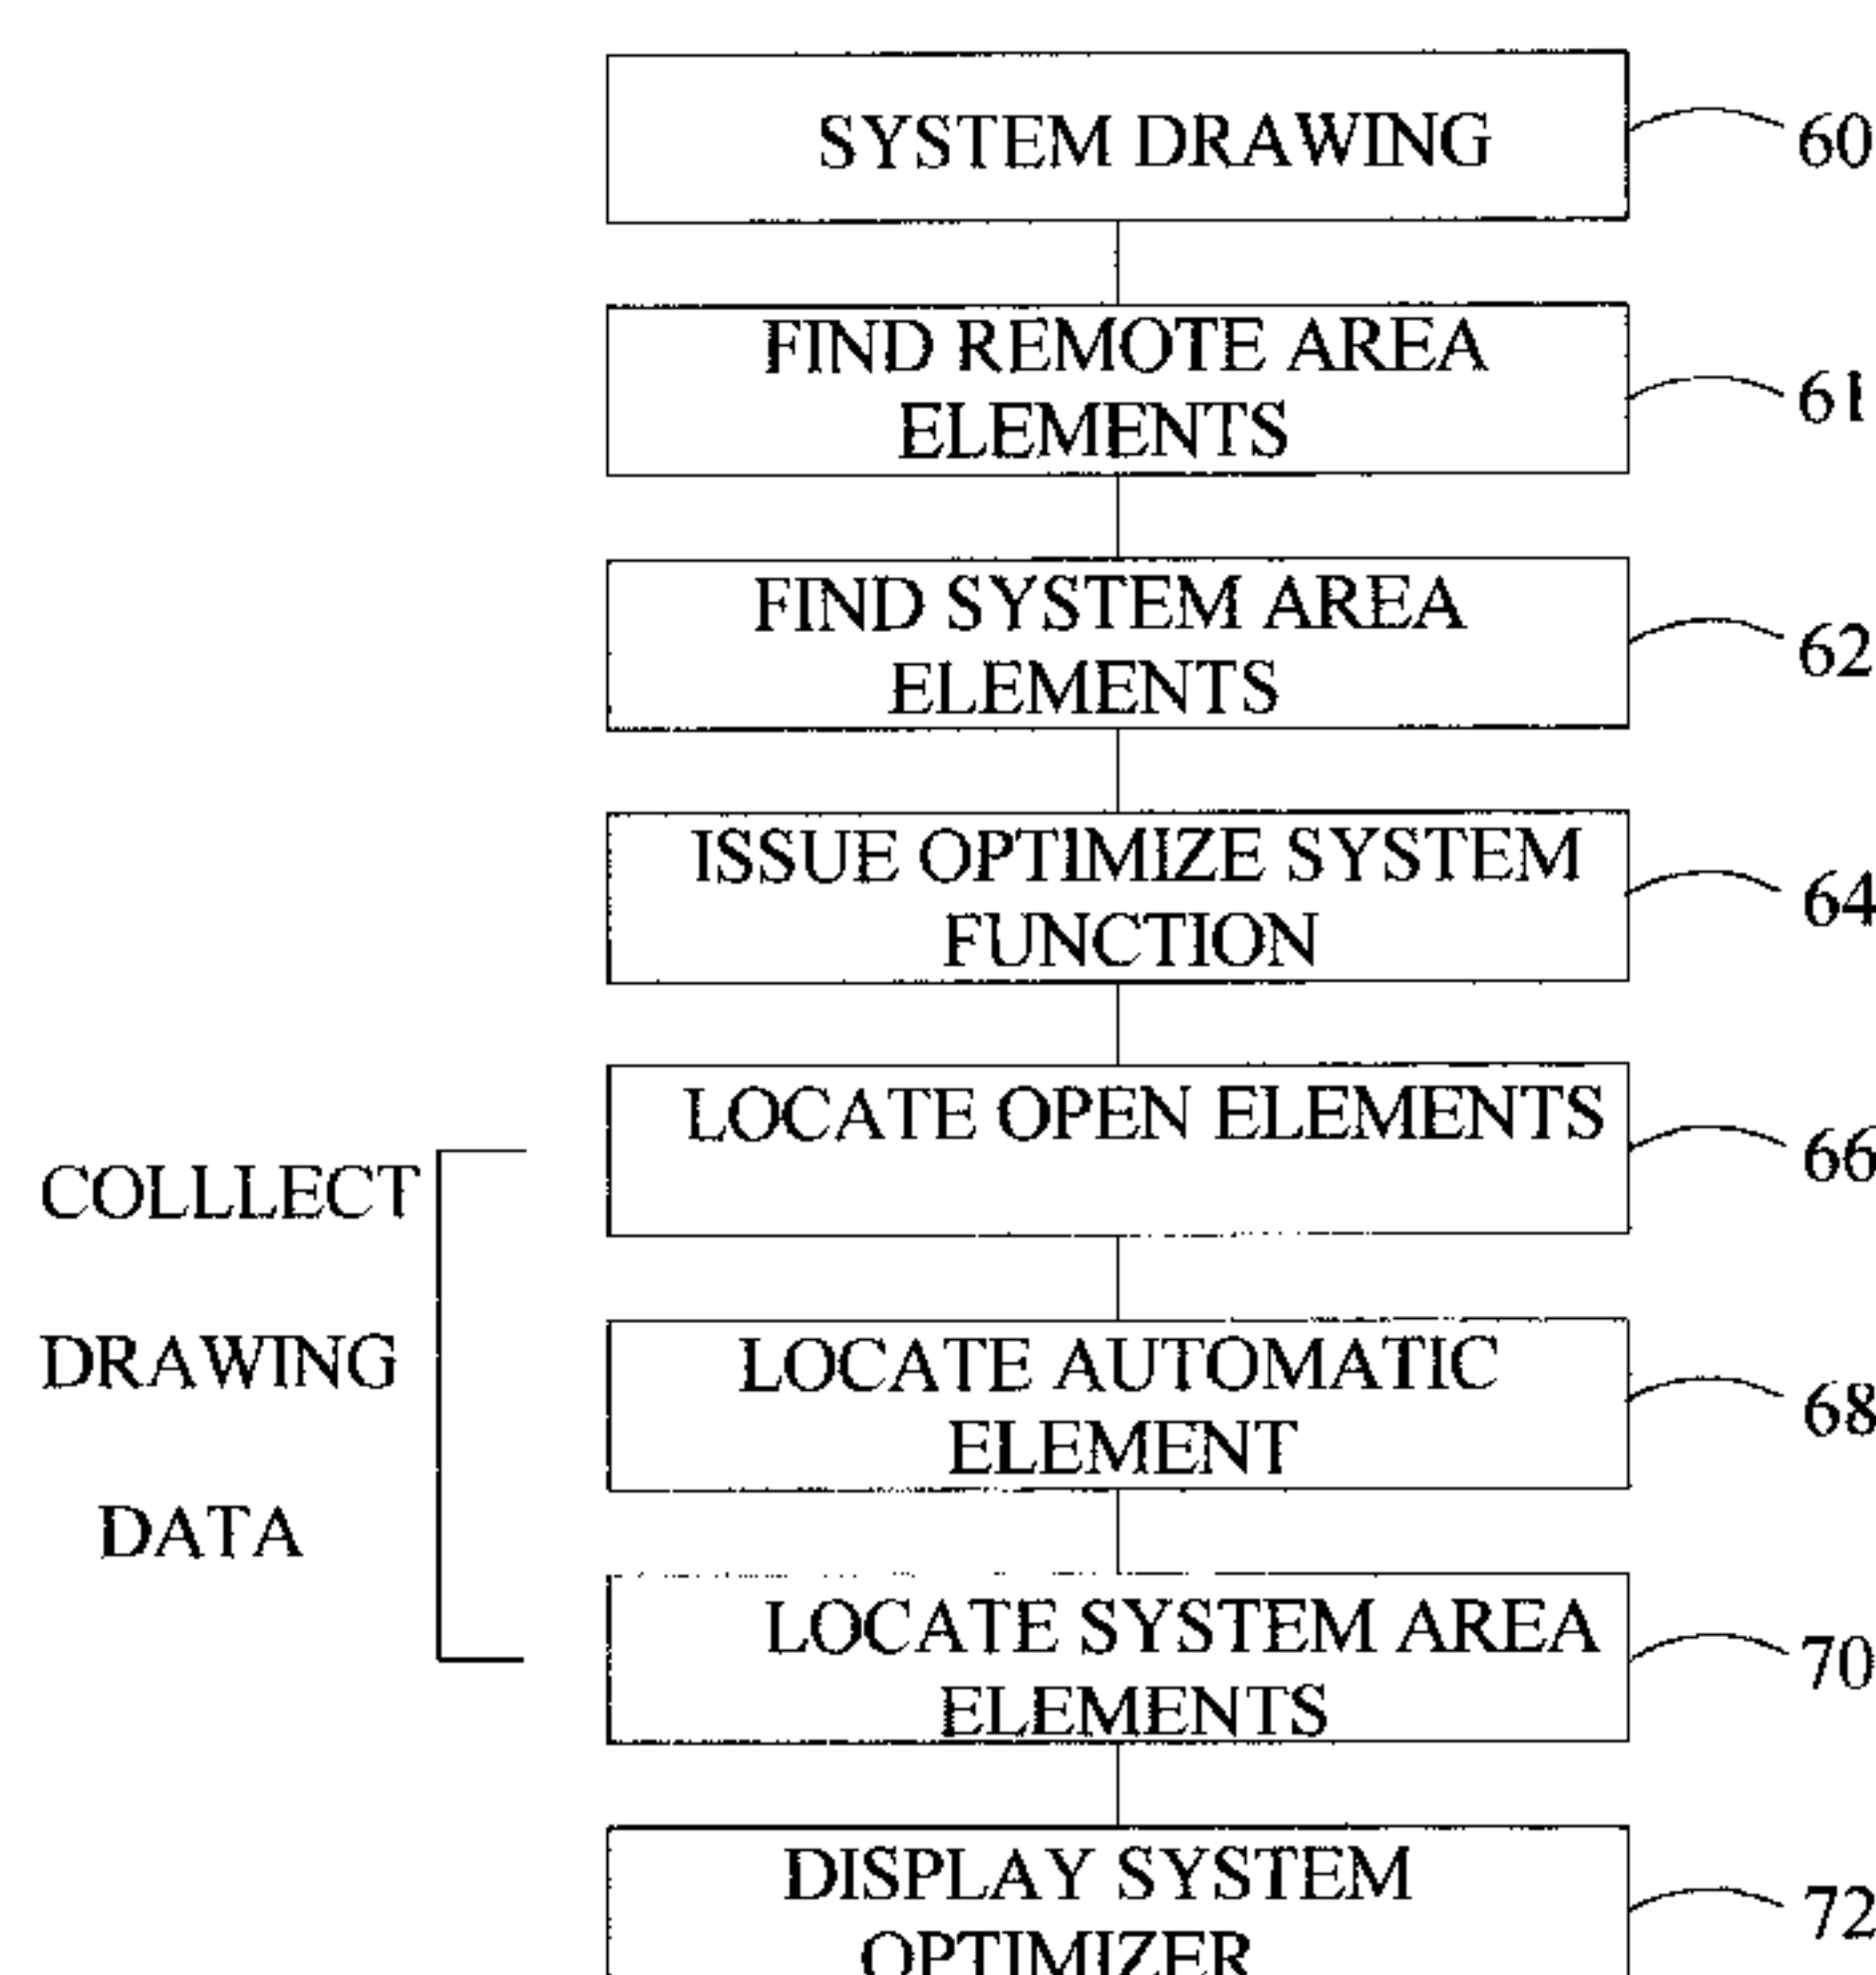 SYSTEM DRAWING
60
FIND REMOTE AREA
ELEMENTS
61
FIND SYSTEM AREA
ELEMENTS
62
ISSUE OPTIMIZE SYSTEM
FUNCTION
64
COLLLECT
DRAWING
DATA
LOCATE OPEN ELEMENTS
66
LOCATE AUTOMATIC
ELEMENT
68
LOCATE SYSTEM AREA
ELEMENTS
70
DISPLAY SYSTEM
OPTIMIZER
72